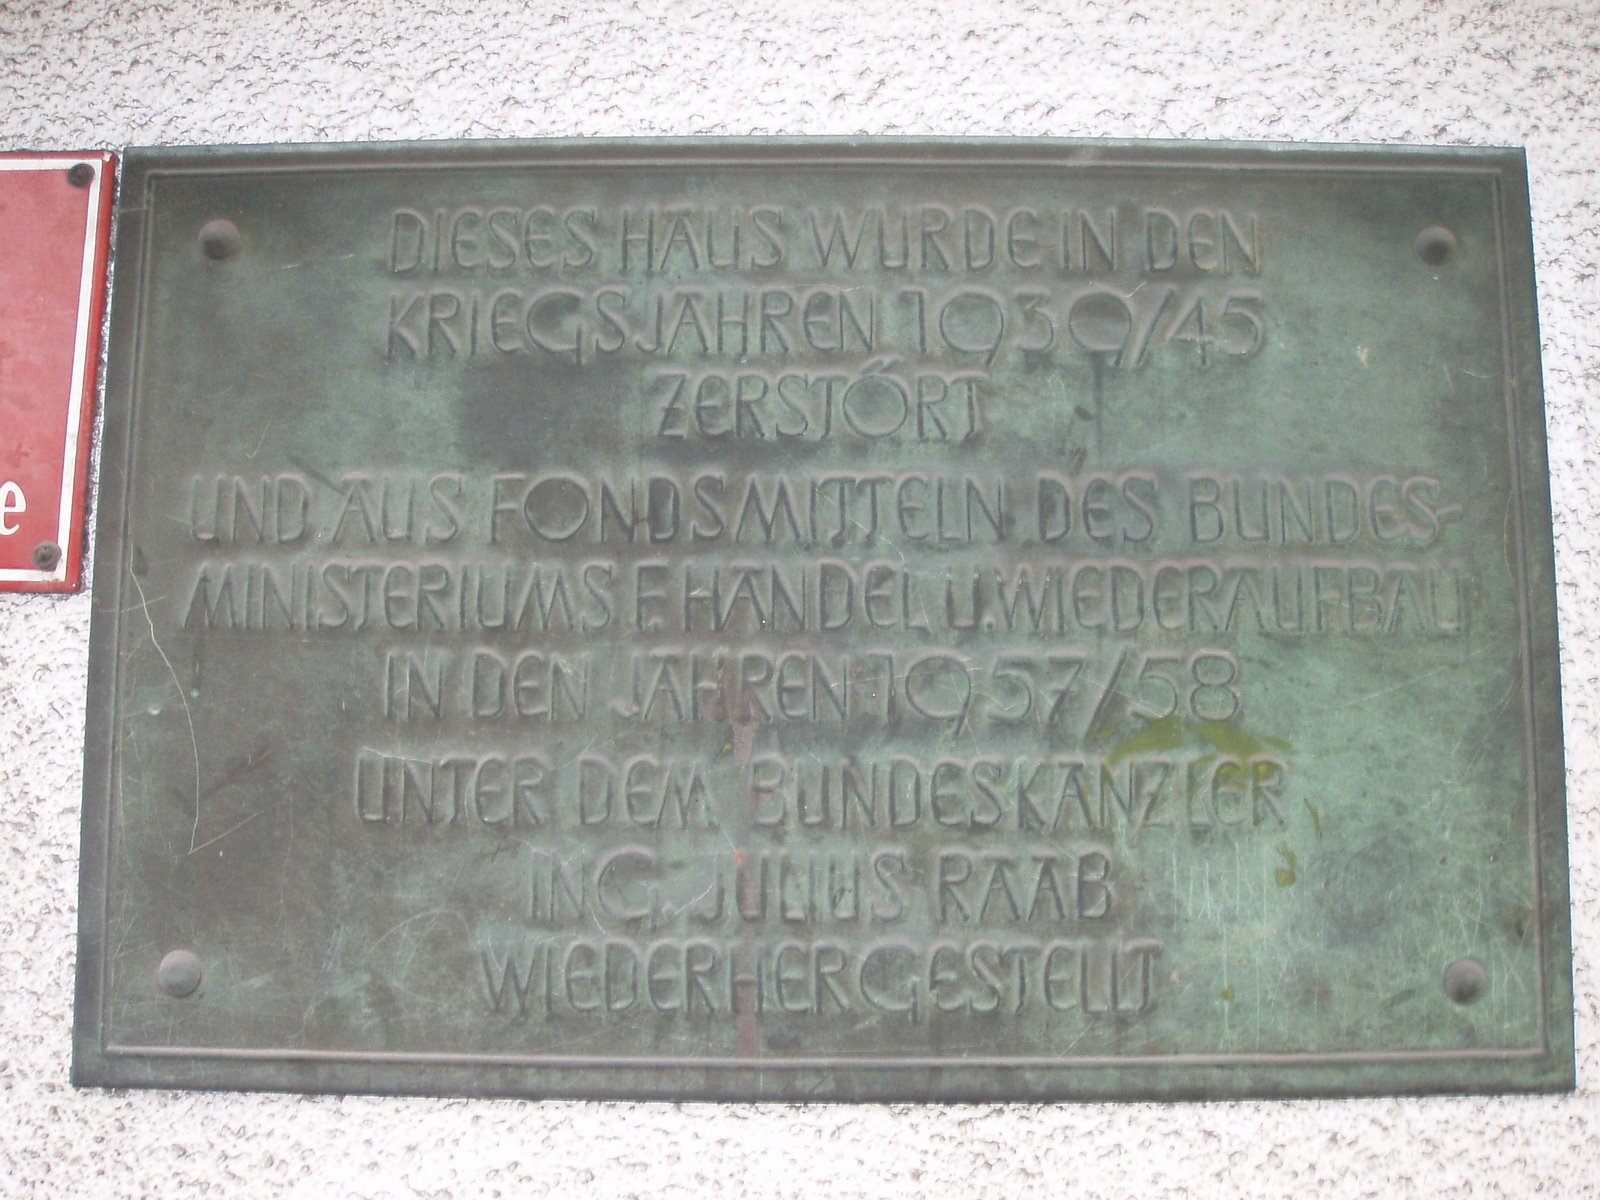 DIESES HAUS WURDE IN DEN
KRIEGSJAHREN 1939/45
ZERSTÖRT
UND AUS FONDSMITTELN DES BUNDES-
MINISTERIUMS F. HANDEL U. WIEDERAUFBAU
IN DEN JAHREN 1957/58
UNTER DEM BUNDESKANZLER
ING. JULIUS RAAB
WIEDERHERGESTELLT
e